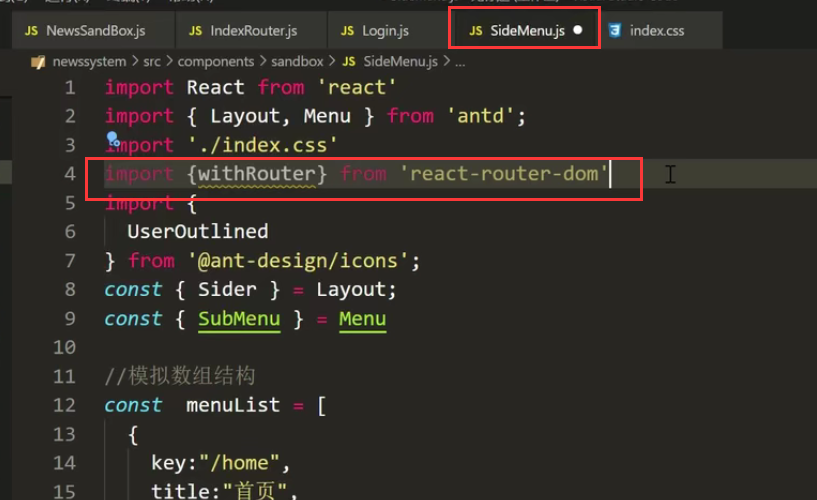 JS NewsSandBox.js JS IndexRouter.js JS Login.js JS SideMenu.js index.css
newssystem > src > components > sandbox > JS SideMenu.js > ...
1 import React from 'react'
2 import { Layout, Menu } from 'antd';
3 import './index.css'
4 import {withRouter} from 'react-router-dom'
5 import {
6 UserOutlined
7 } from '@ant-design/icons';
8 const { Sider } = Layout;
9 const { SubMenu } = Menu
10
11 //模拟数组结构
12 const menuList = [
13 {
14 key:"/home",
15 title:"首页",